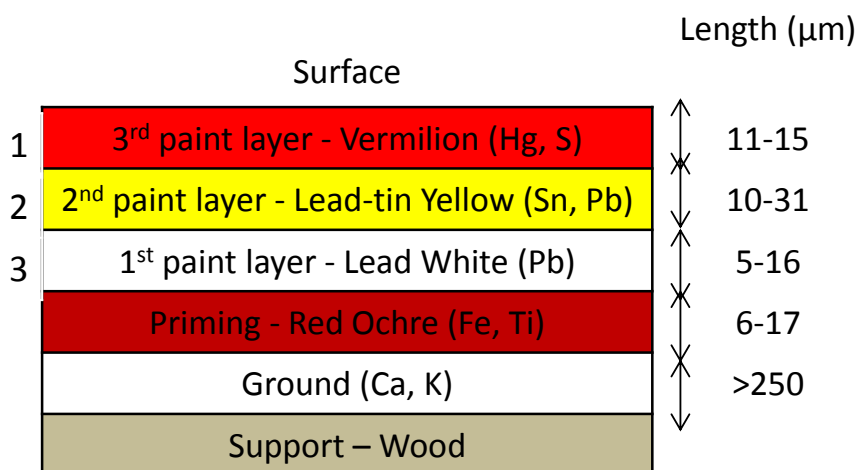 Length (μm)
Surface
1 3rd paint layer - Vermilion (Hg, S) 11-15
2 2nd paint layer - Lead-tin Yellow (Sn, Pb) 10-31
3 1st paint layer - Lead White (Pb) 5-16
Priming - Red Ochre (Fe, Ti) 6-17
Ground (Ca, K) >250
Support – Wood